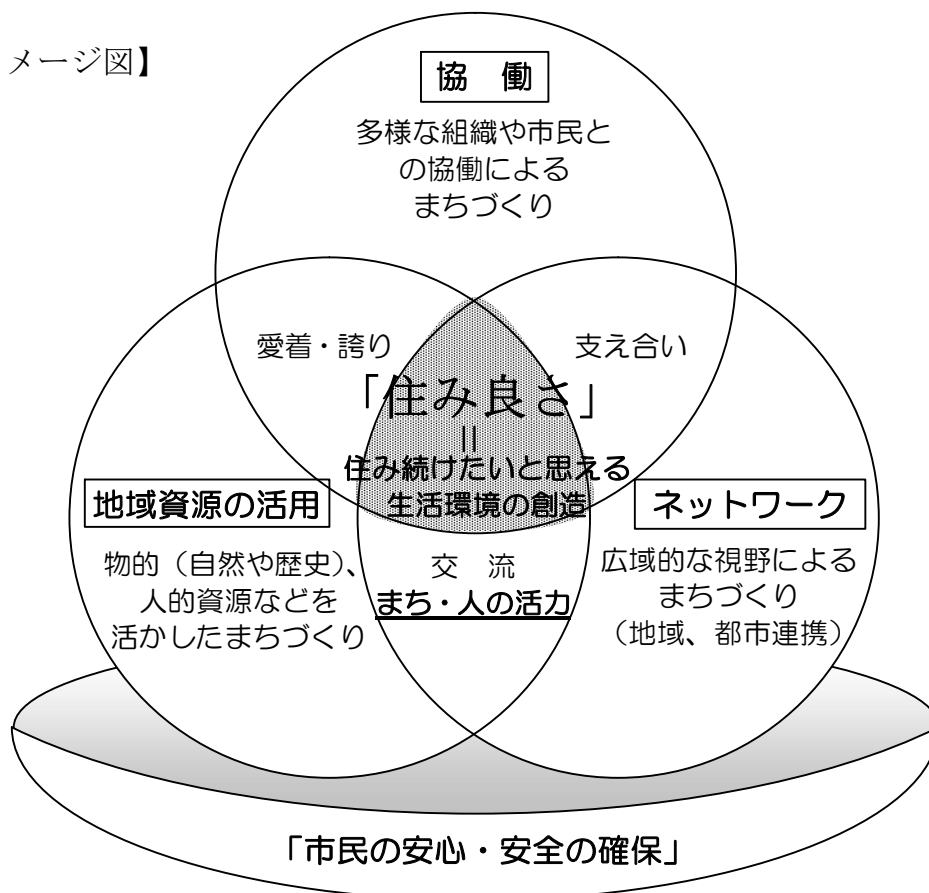 メージ図】
協　働
多様な組織や市民と
の協働による
まちづくり
愛着・誇り
支え合い
「住み良さ」
＝
住み続けたいと思える
生活環境の創造
地域資源の活用
物的（自然や歴史）、
人的資源などを
活かしたまちづくり
交　流
まち・人の活力
ネットワーク
広域的な視野による
まちづくり
（地域、都市連携）
「市民の安心・安全の確保」